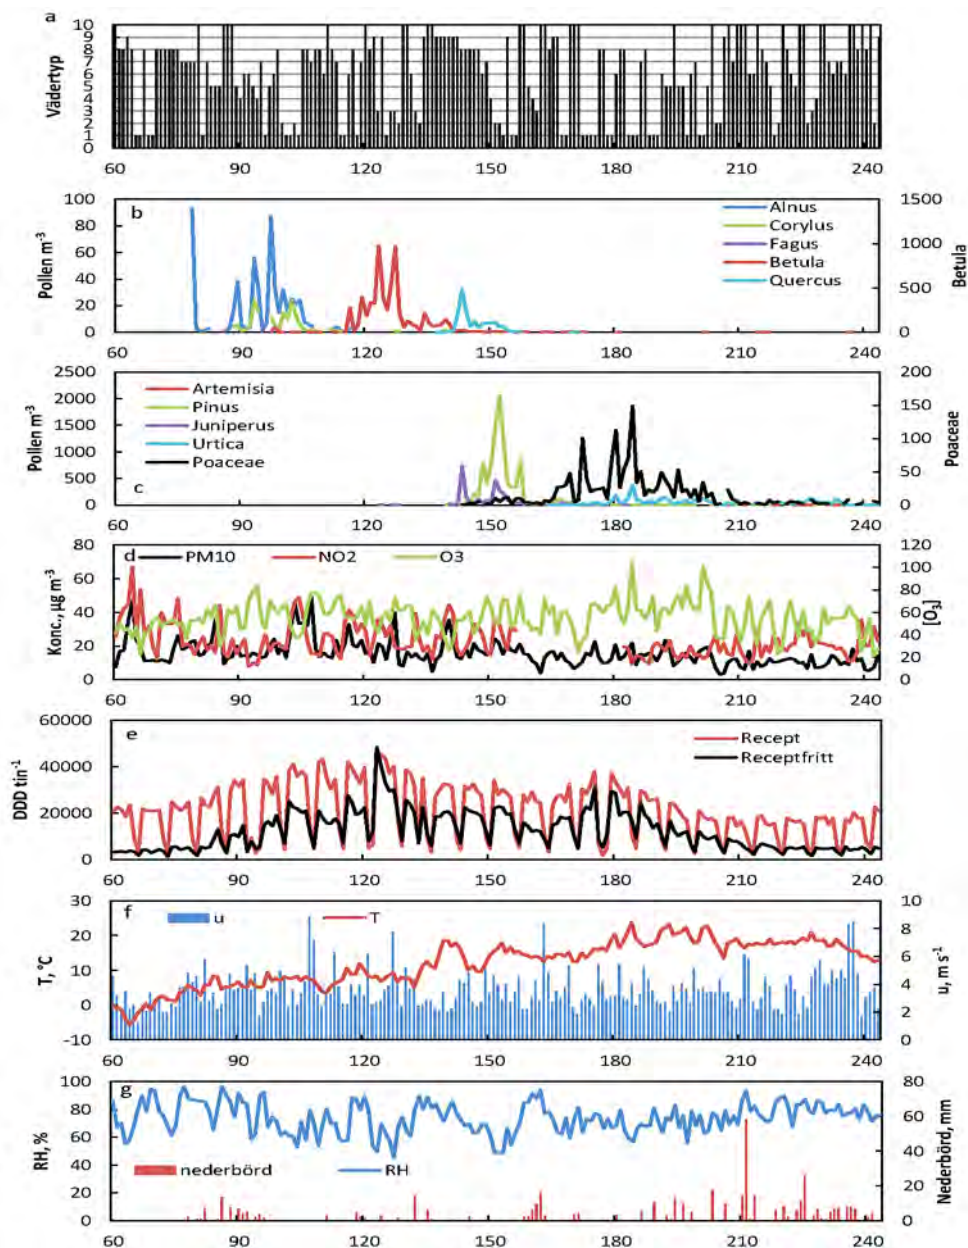 a
Vädertyp
10
9
8
7
6
5
4
3
2
1
0
60 90 120 150 180 210 240
b
Pollen m⁻³
100
80
60
40
20
0
Alnus
Corylus
Fagus
Betula
Quercus
1500
1000
500
0
Betula
60 90 120 150 180 210 240
Pollen m⁻³
2500
2000
1500
1000
500
0
Artemisia
Pinus
Juniperus
Urtica
Poaceae
c
200
150
100
50
0
Poaceae
60 90 120 150 180 210 240
d PM10 NO2 O3
Konc., µg m⁻³
80
60
40
20
0
120
100
80
60
40
20
0
[O₃]
60 90 120 150 180 210 240
e
DDD tin⁻¹
60000
40000
20000
0
Recept
Receptfritt
60 90 120 150 180 210 240
f u T
T, °C
30
20
10
0
-10
10
8
6
4
2
0
u, m s⁻¹
60 90 120 150 180 210 240
g
RH, %
100
80
60
40
20
0
nederbörd RH
80
60
40
20
0
Nederbörd, mm
60 90 120 150 180 210 240